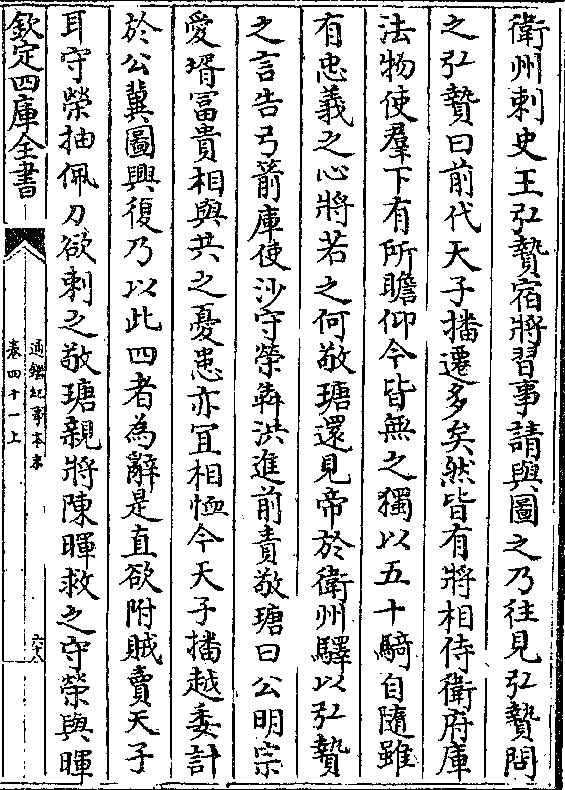 衛州刺史王弘贄宿將習事請與圖之乃往見弘贄問
之弘贄曰前代天子播遷多矣然皆有將相侍衛府庫
法物使羣下有所瞻仰今皆無之獨以五十騎自隨雖
有忠義之心將若之何敬瑭還見帝於衛州驛以弘贄
之言告弓箭庫使沙守榮奔洪進前責敬瑭曰公明宗
愛壻富貴相與共之憂患亦宜相恤今天子播越委計
於公冀圖興復乃以此四者為辭是直欲附賊賣天子
耳守榮抽佩刀欲刺之敬瑭親將陳暉救之守榮與暉
欽定四庫全書
通鑑紀事本末
卷四十一上